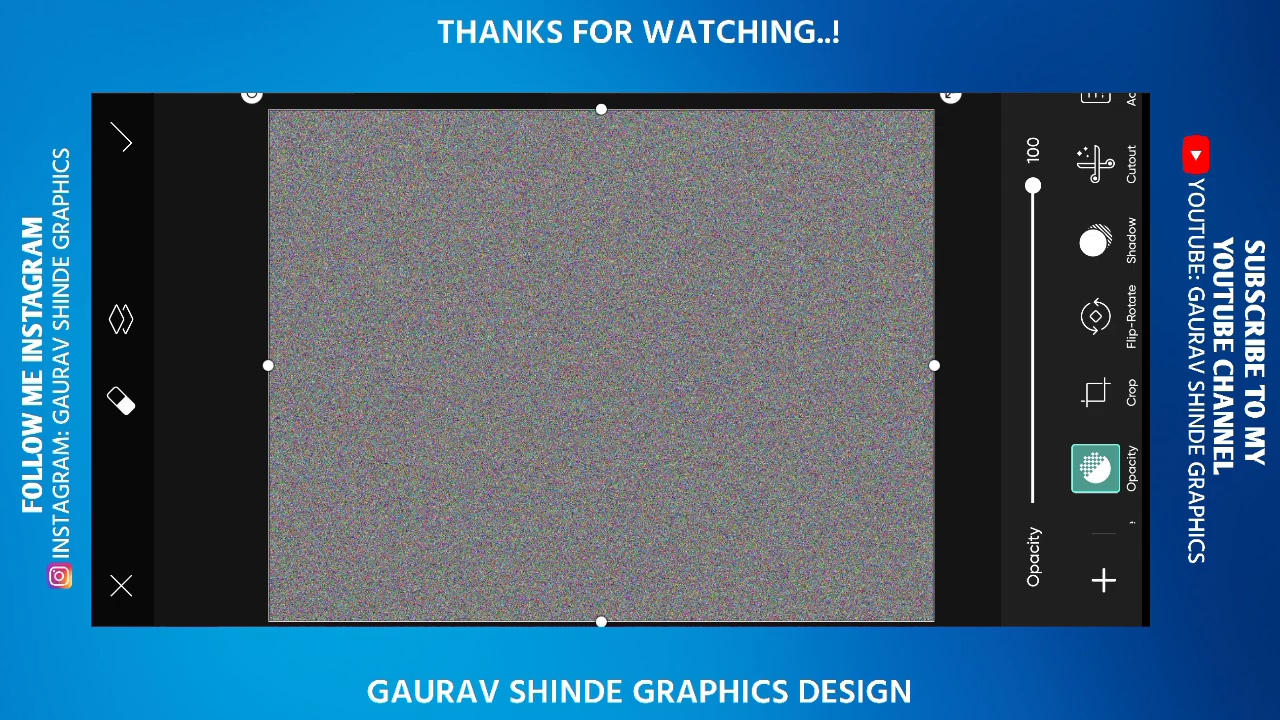 THANKS FOR WATCHING..!
FOLLOW ME INSTAGRAM
INSTAGRAM: GAURAV SHINDE GRAPHICS
100
Opacity
Cutout
Shadow
Flip-Rotate
Crop
Opacity
SUBSCRIBE TO MY
YOUTUBE CHANNEL
YOUTUBE: GAURAV SHINDE GRAPHICS
GAURAV SHINDE GRAPHICS DESIGN